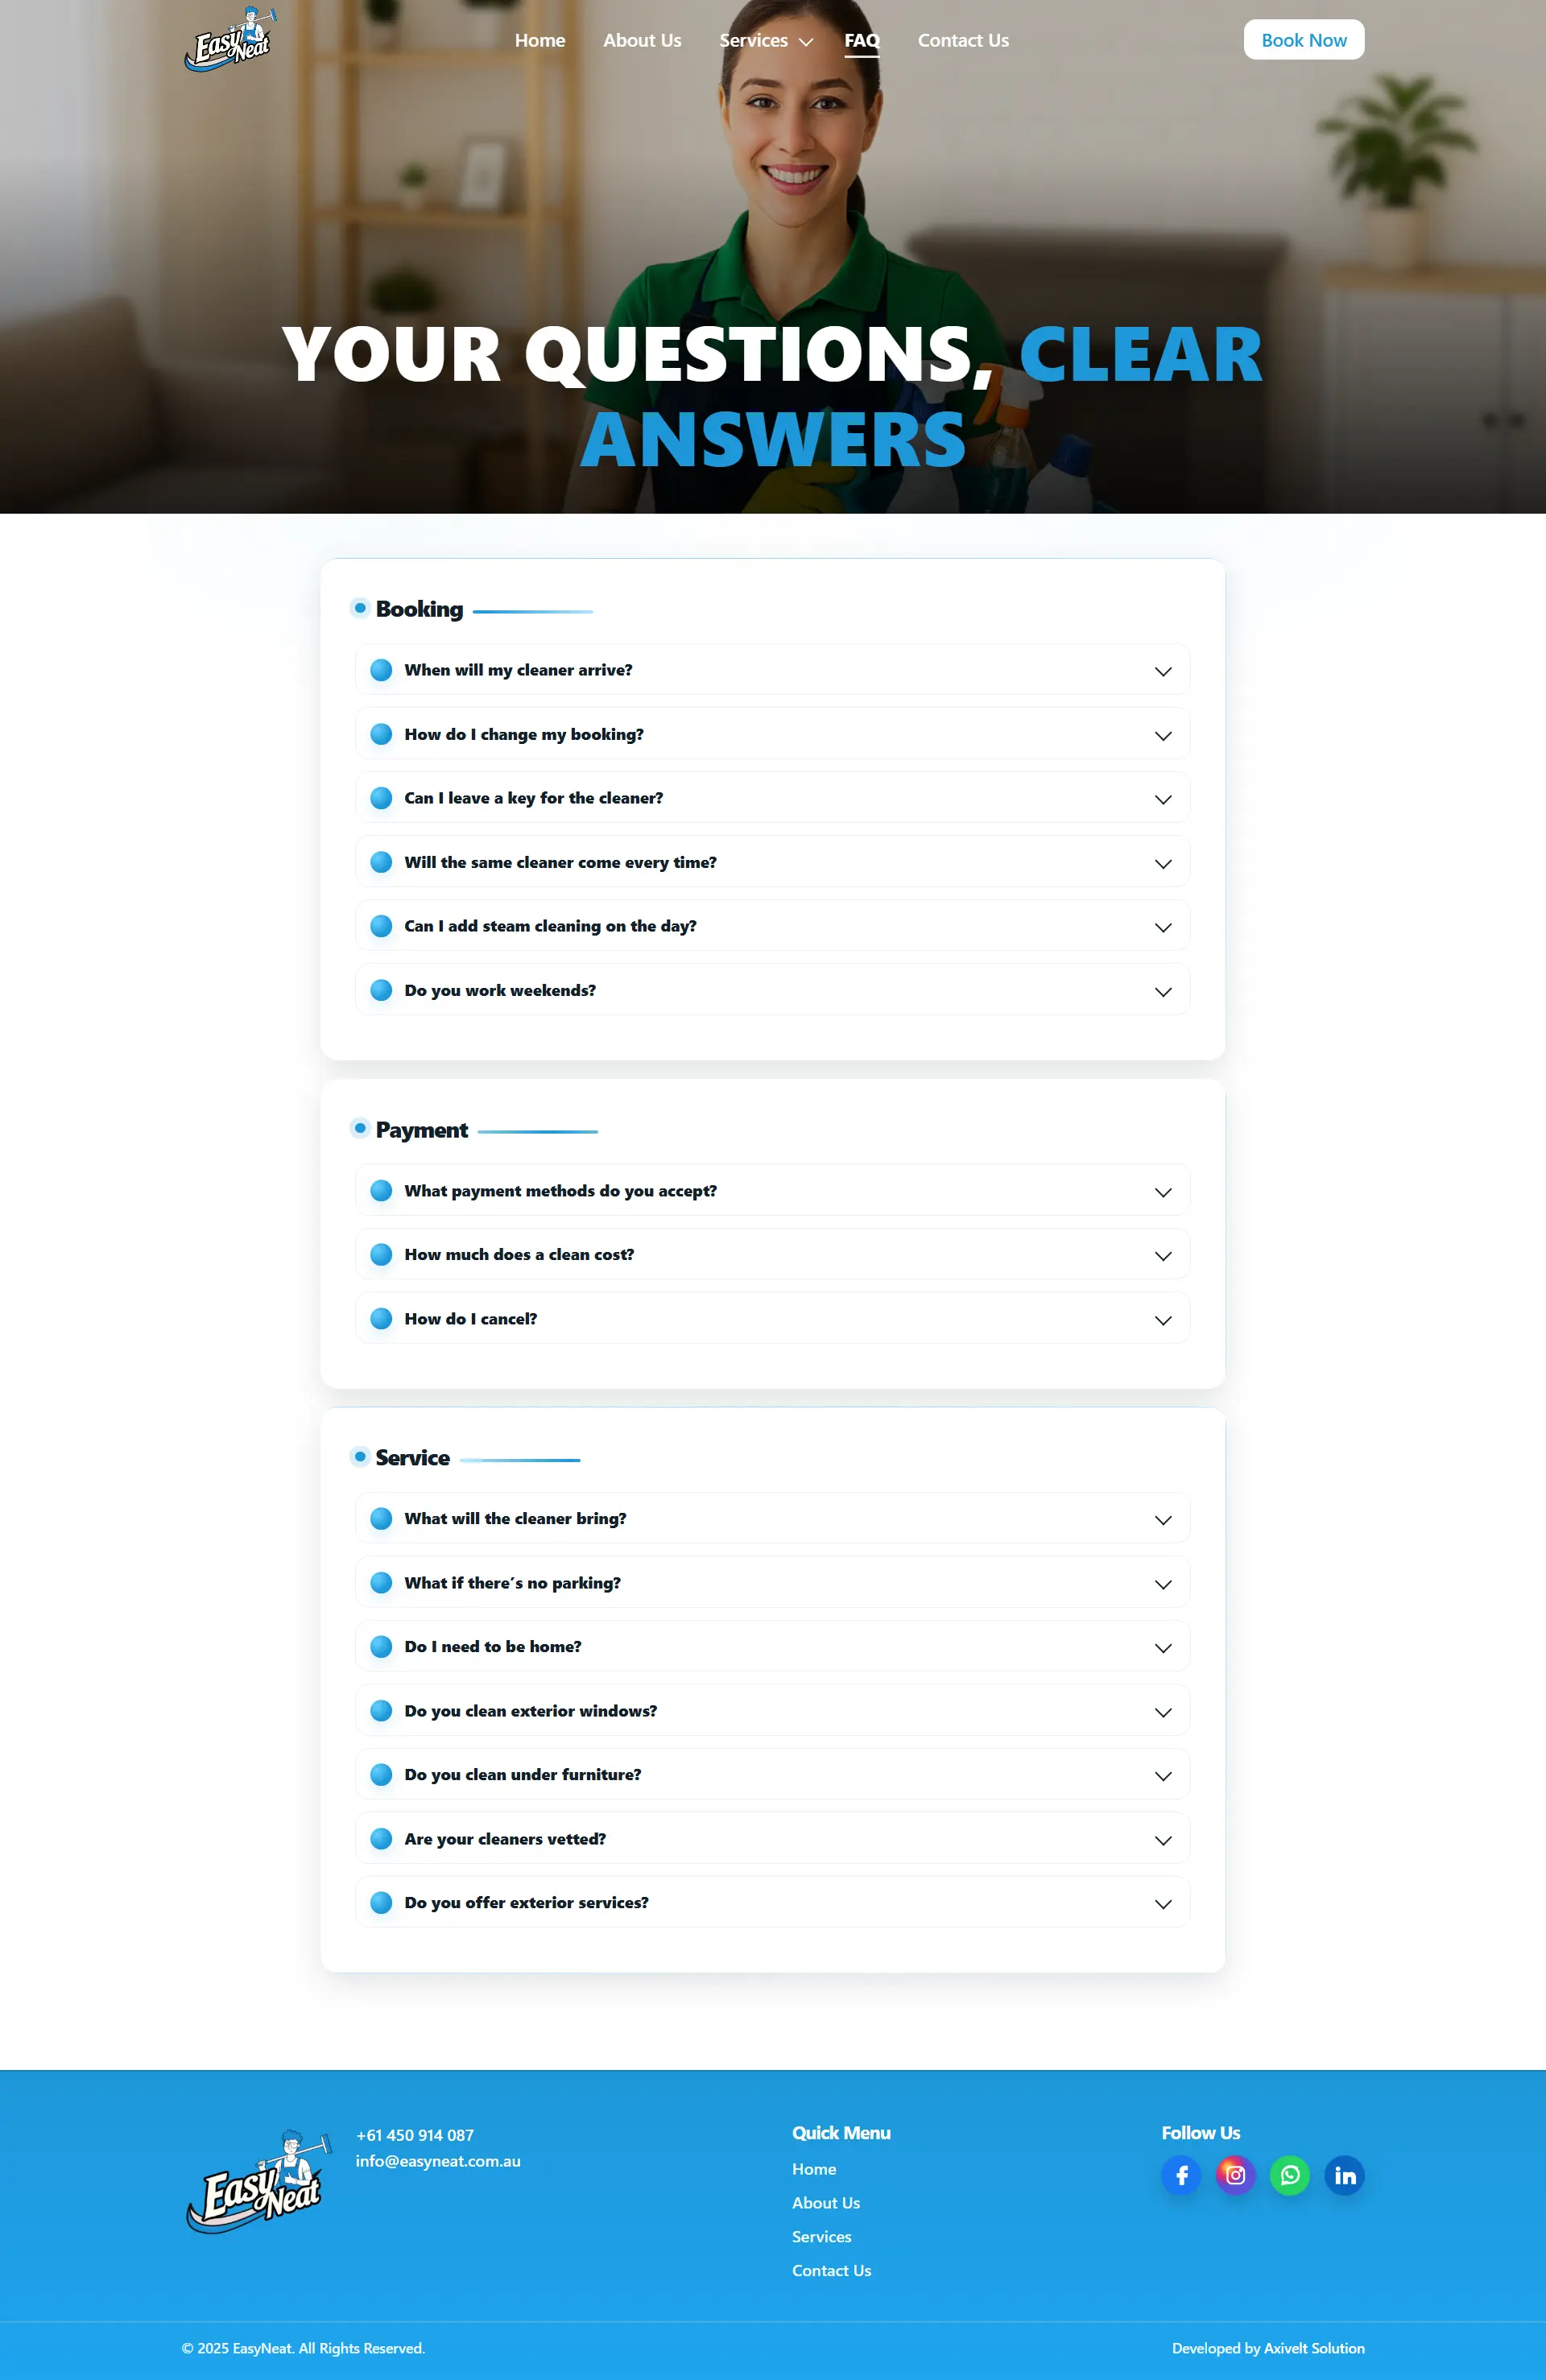 Easy
Neat
Home
About Us
Services
FAQ
Contact Us
Book Now
YOUR QUESTIONS, CLEAR
ANSWERS
Booking
When will my cleaner arrive?
How do I change my booking?
Can I leave a key for the cleaner?
Will the same cleaner come every time?
Can I add steam cleaning on the day?
Do you work weekends?
Payment
What payment methods do you accept?
How much does a clean cost?
How do I cancel?
Service
What will the cleaner bring?
What if there's no parking?
Do I need to be home?
Do you clean exterior windows?
Do you clean under furniture?
Are your cleaners vetted?
Do you offer exterior services?
Easy
Neat
+61 450 914 087
info@easyneat.com.au
Quick Menu
Home
About Us
Services
Contact Us
Follow Us
© 2025 EasyNeat. All Rights Reserved.
Developed by Axivelt Solution